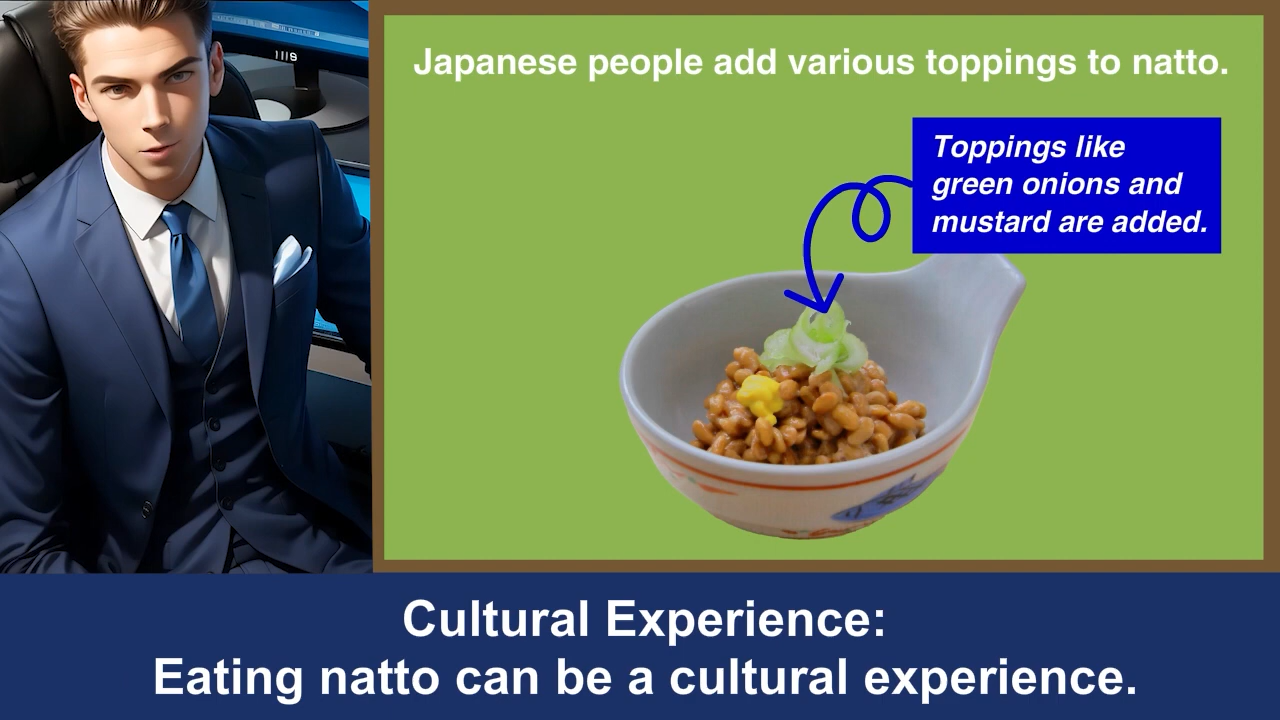 Japanese people add various toppings to natto.
Toppings like
green onions and
mustard are added.
Cultural Experience:
Eating natto can be a cultural experience.